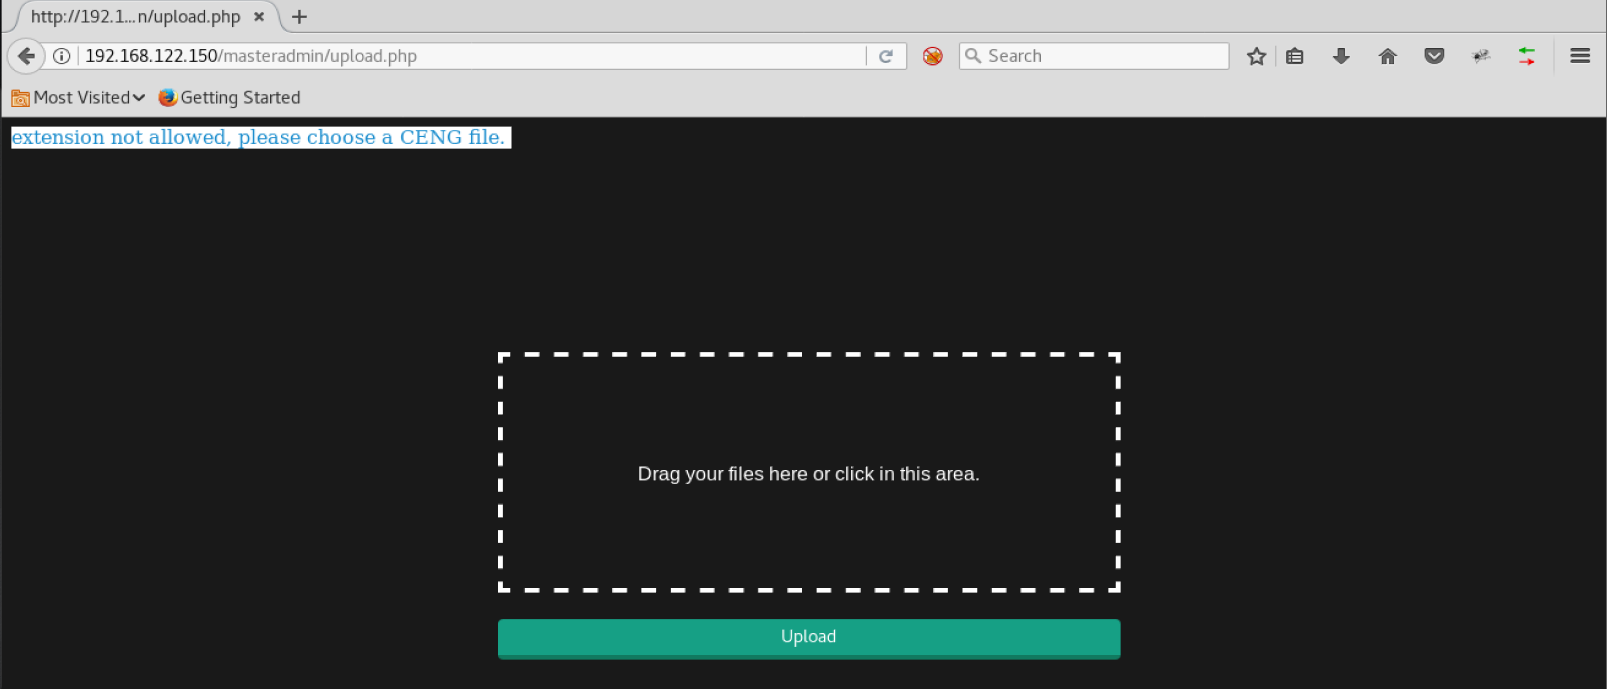 http://192.1...n/upload.php
192.168.122.150/masteradmin/upload.php
Search
Most Visited
Getting Started
extension not allowed, please choose a CENG file.
Drag your files here or click in this area.
Upload